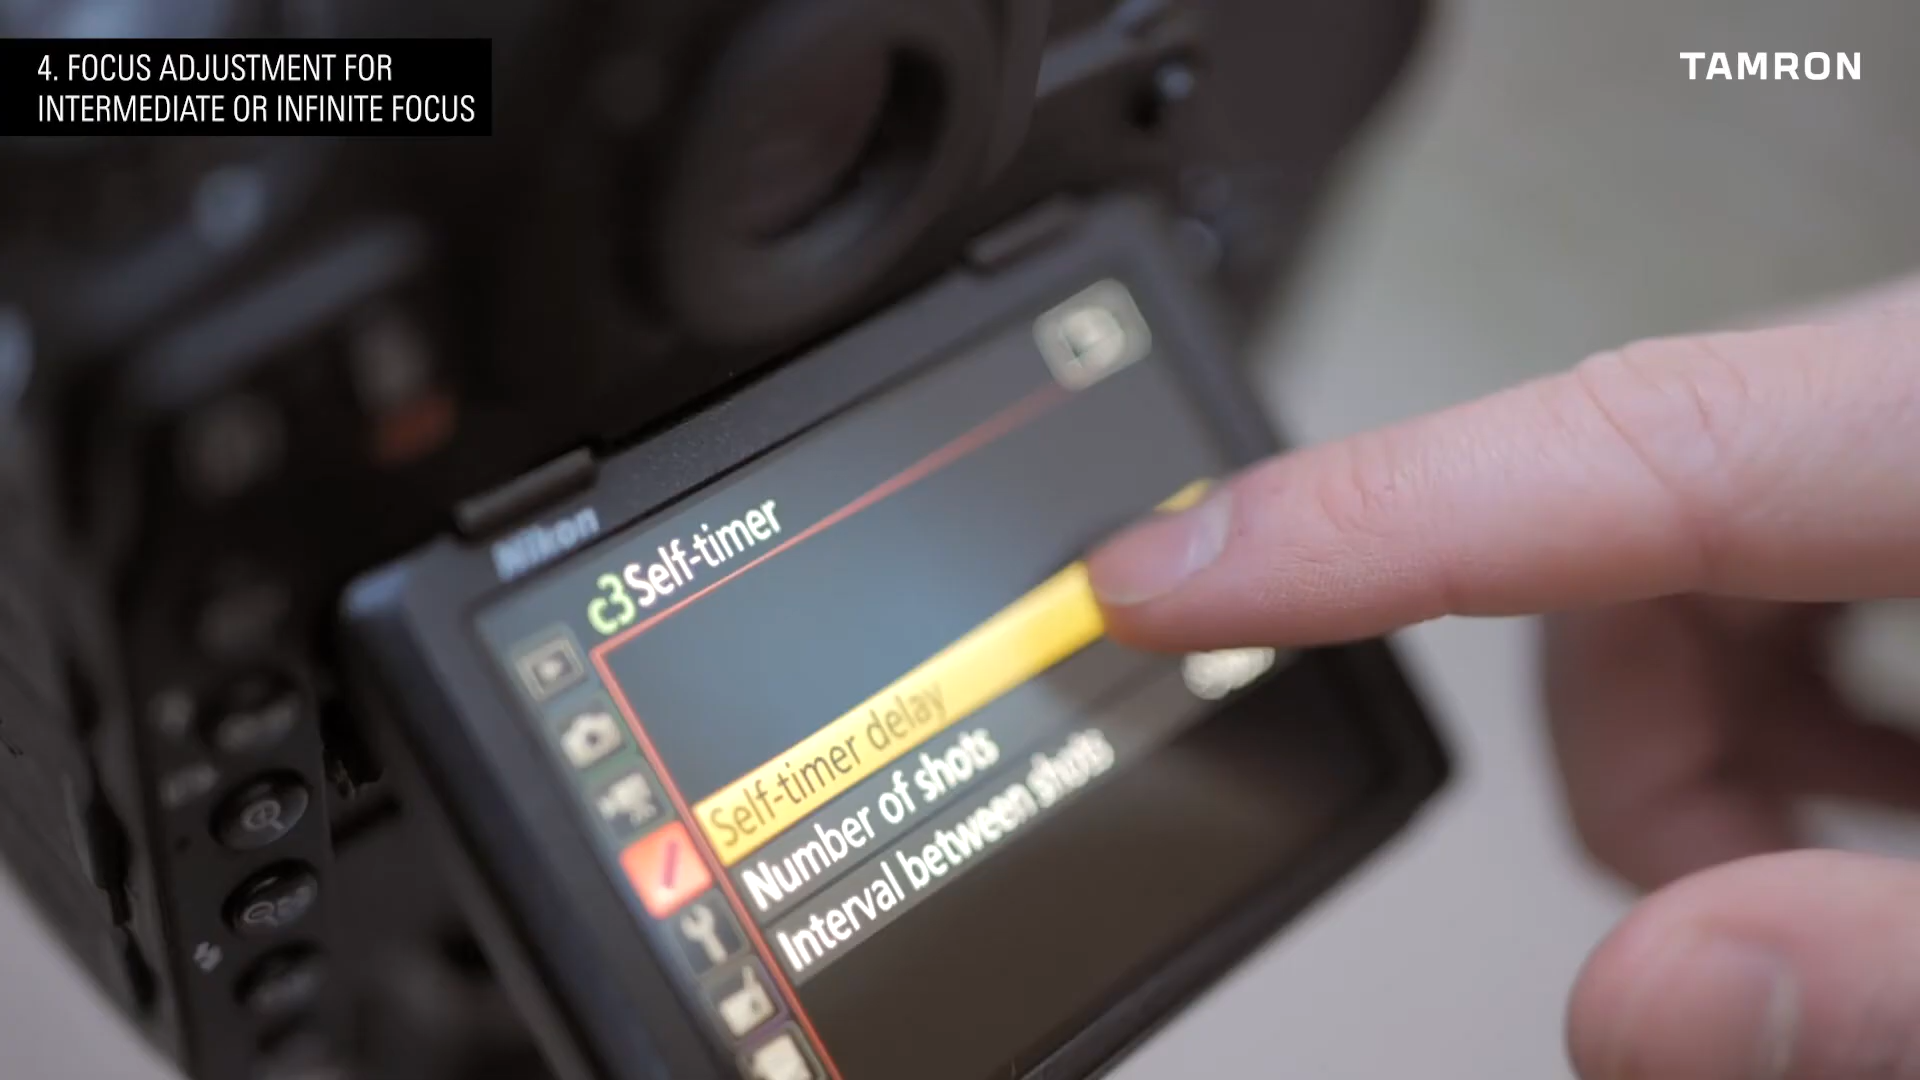 4. FOCUS ADJUSTMENT FOR
INTERMEDIATE OR INFINITE FOCUS
TAMRON
Nikon
c3 Self-timer
Self-timer delay
Number of shots
Interval between shots